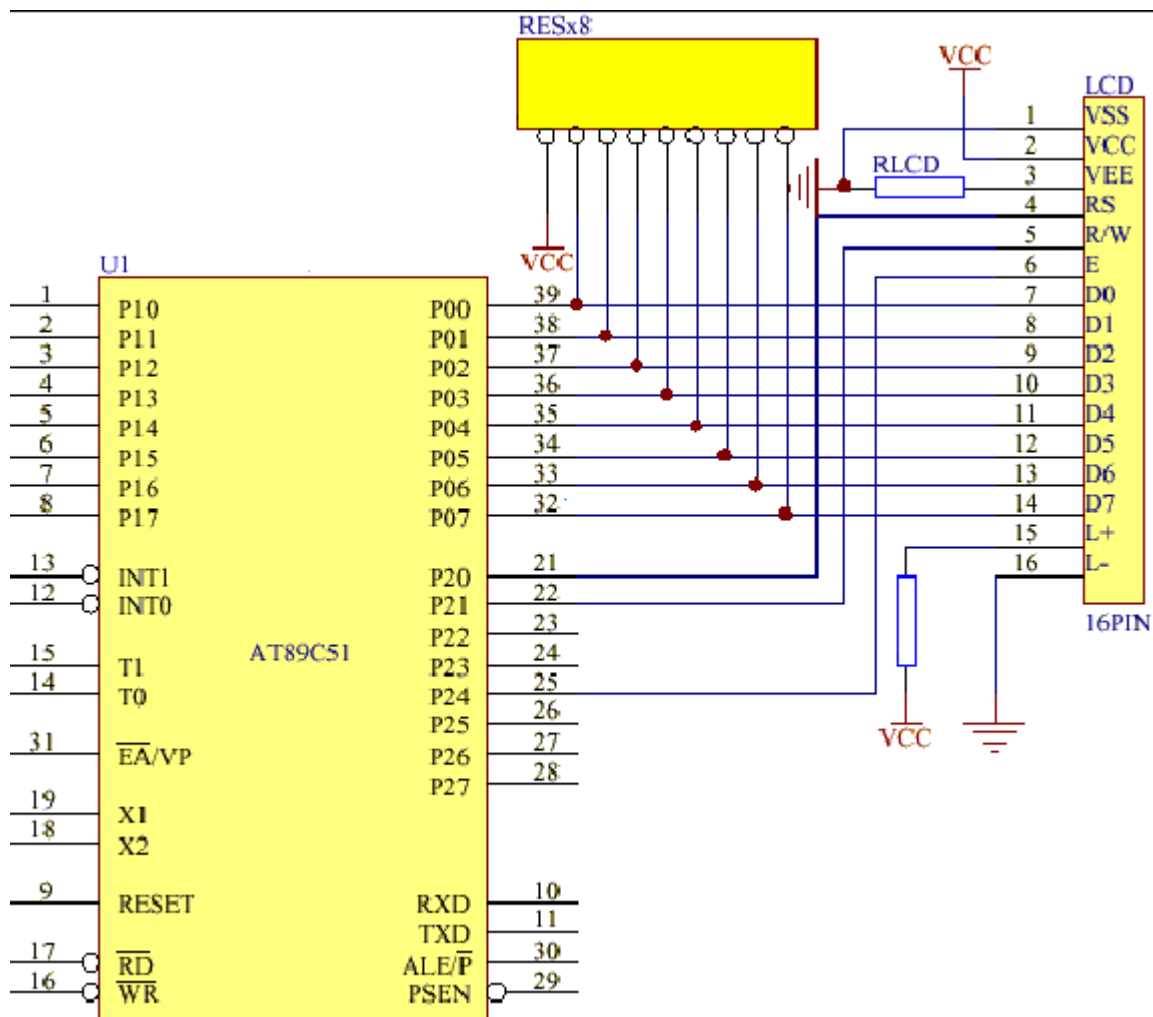 RESx8
VCC
LCD
1 VSS
2 VCC
RLCD 3 VEE
4 RS
5 R/W
VCC
6 E
U1
1 P10 P00 39 7 D0
2 P11 P01 38 8 D1
3 P12 P02 37 9 D2
4 P13 P03 36 10 D3
5 P14 P04 35 11 D4
6 P15 P05 34 12 D5
7 P16 P06 33 13 D6
8 P17 P07 32 14 D7
15 L+
13 INT1 P20 21 16 L-
12 INT0 P21 22
16PIN
P22 23
AT89C51
15 T1 P23 24
14 T0 P24 25
P25 26
VCC
31 EA/VP P26 27
P27 28
19 X1
18 X2
9 RESET RXD 10
TXD 11
17 RD ALE/P 30
16 WR PSEN 29